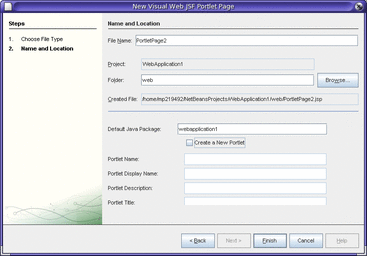 New Visual Web JSF Portlet Page
Steps
1. Choose File Type
2. Name and Location
Name and Location
File Name: PortletPage2
Project: WebApplication1
Folder: web Browse...
Created File: /home/mp219492/NetBeansProjects/WebApplication1/web/PortletPage2.jsp
Default Java Package: webapplication1
Create a New Portlet
Portlet Name:
Portlet Display Name:
Portlet Description:
Portlet Title:
< Back Next > Finish Cancel Help